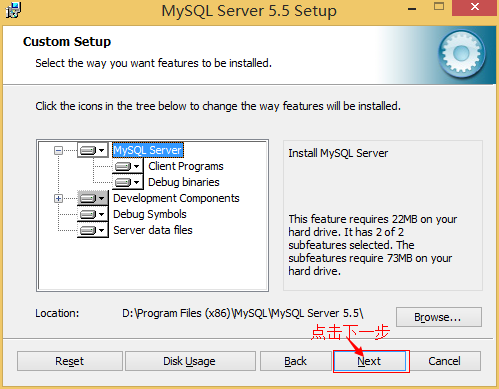 MySQL Server 5.5 Setup
Custom Setup
Select the way you want features to be installed.
Click the icons in the tree below to change the way features will be installed.
MySQL Server
Client Programs
Debug binaries
Development Components
Debug Symbols
Server data files
Install MySQL Server
This feature requires 22MB on your
hard drive. It has 2 of 2
subfeatures selected. The
subfeatures require 73MB on your
hard drive.
Location: D:\Program Files (x86)\MySQL\MySQL Server 5.5\
Browse...
点击下一步
Reset Disk Usage Back Next Cancel